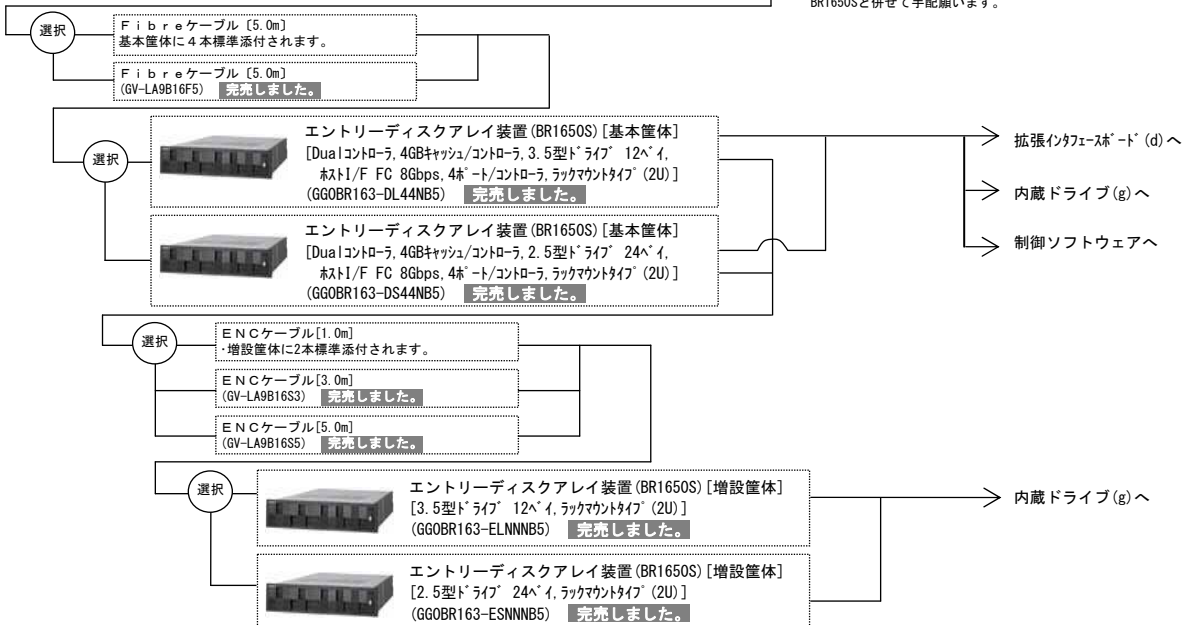 BR1650Sと併せて手配願います。
選択
Ｆｉｂｒｅケーブル〔5.0m〕
基本筐体に４本標準添付されます。
Ｆｉｂｒｅケーブル〔5.0m〕
(GV-LA9B16F5) 完売しました。
選択
エントリーディスクアレイ装置(BR1650S)[基本筐体]
[Dualｺﾝﾄﾛｰﾗ,4GBｷｬｯｼｭ/ｺﾝﾄﾛｰﾗ,3.5型ﾄﾞﾗｲﾌﾞ 12ﾍﾞｲ,
ﾎｽﾄI/F FC 8Gbps,4ﾎﾟｰﾄ/ｺﾝﾄﾛｰﾗ,ﾗｯｸﾏｳﾝﾄﾀｲﾌﾟ(2U)]
(GG0BR163-DL44NB5) 完売しました。
エントリーディスクアレイ装置(BR1650S)[基本筐体]
[Dualｺﾝﾄﾛｰﾗ,4GBｷｬｯｼｭ/ｺﾝﾄﾛｰﾗ,2.5型ﾄﾞﾗｲﾌﾞ 24ﾍﾞｲ,
ﾎｽﾄI/F FC 8Gbps,4ﾎﾟｰﾄ/ｺﾝﾄﾛｰﾗ,ﾗｯｸﾏｳﾝﾄﾀｲﾌﾟ(2U)]
(GG0BR163-DS44NB5) 完売しました。
拡張ｲﾝﾀﾌｪｰｽﾎﾞｰﾄﾞ(d)へ
内蔵ドライブ(g)へ
制御ソフトウェアへ
選択
ＥＮＣケーブル[1.0m]
･増設筐体に2本標準添付されます。
ＥＮＣケーブル[3.0m]
(GV-LA9B16S3) 完売しました。
ＥＮＣケーブル[5.0m]
(GV-LA9B16S5) 完売しました。
選択
エントリーディスクアレイ装置(BR1650S)[増設筐体]
[3.5型ﾄﾞﾗｲﾌﾞ 12ﾍﾞｲ,ﾗｯｸﾏｳﾝﾄﾀｲﾌﾟ(2U)]
(GG0BR163-ELNNNB5) 完売しました。
エントリーディスクアレイ装置(BR1650S)[増設筐体]
[2.5型ﾄﾞﾗｲﾌﾞ 24ﾍﾞｲ,ﾗｯｸﾏｳﾝﾄﾀｲﾌﾟ(2U)]
(GG0BR163-ESNNNB5) 完売しました。
内蔵ドライブ(g)へ